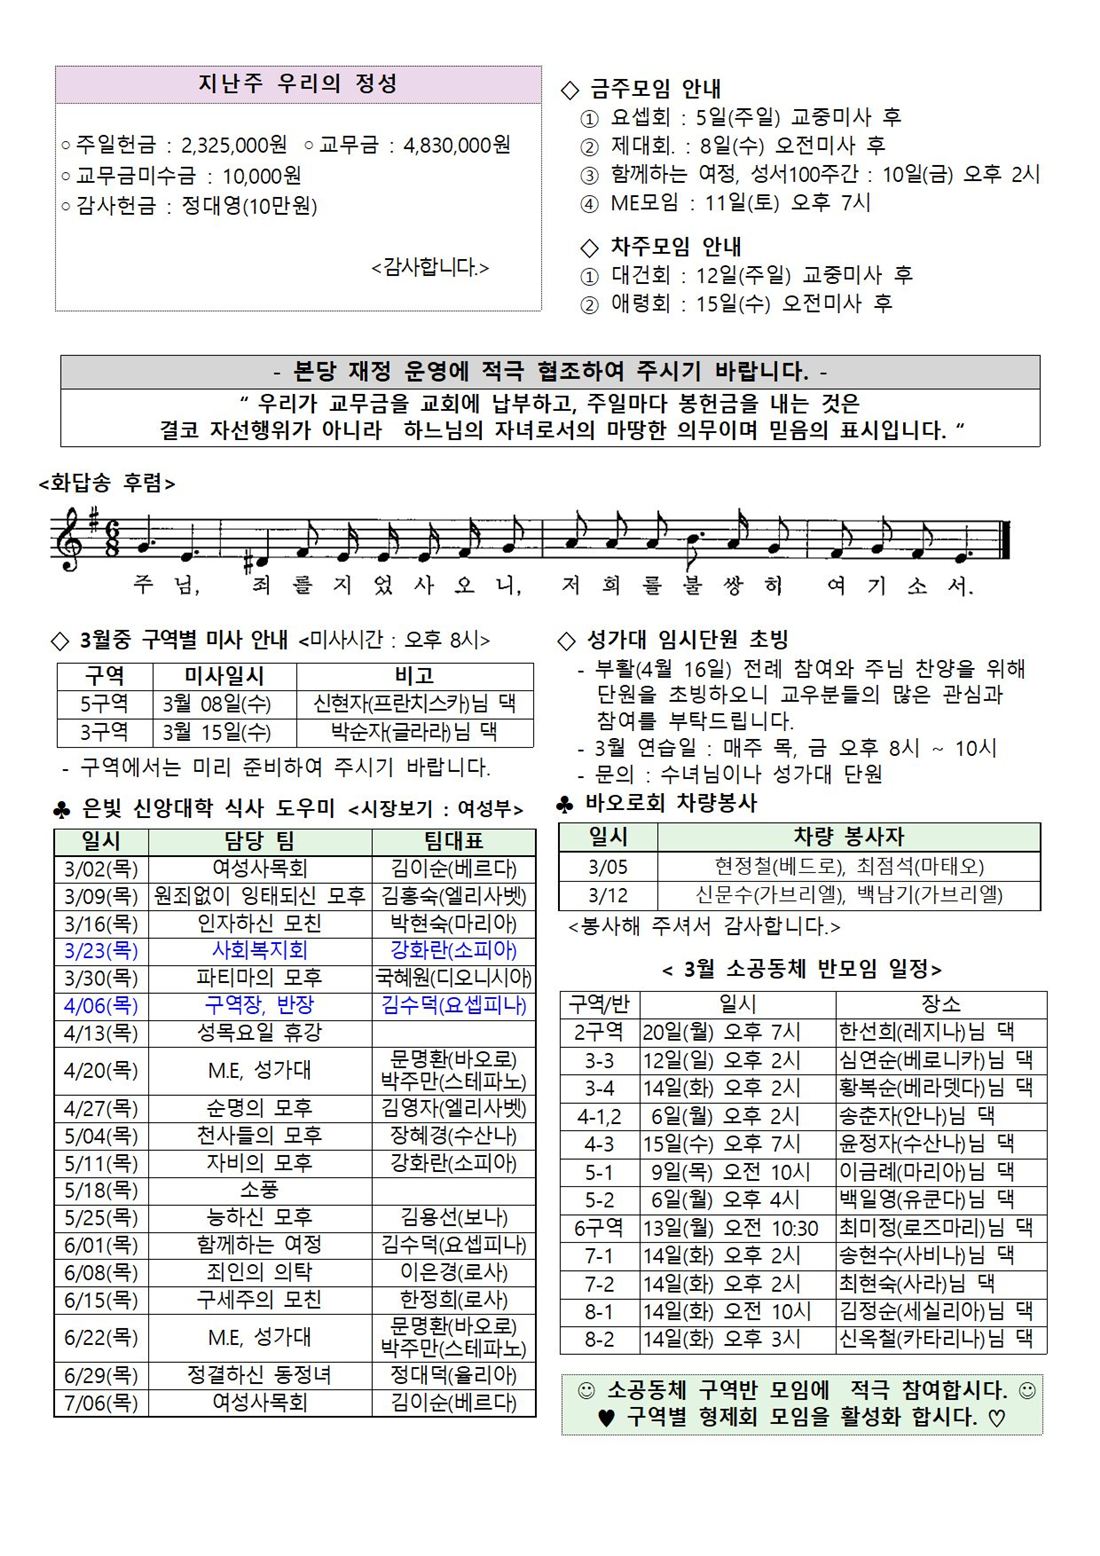 지난주 우리의 정성
○ 주일헌금 : 2,325,000원 ○ 교무금 : 4,830,000원
○ 교무금미수금 : 10,000원
○ 감사헌금 : 정대영(10만원)
<감사합니다.>
◇ 금주모임 안내
① 요셉회 : 5일(주일) 교중미사 후
② 제대회. : 8일(수) 오전미사 후
③ 함께하는 여정, 성서100주간 : 10일(금) 오후 2시
④ ME모임 : 11일(토) 오후 7시
◇ 차주모임 안내
① 대건회 : 12일(주일) 교중미사 후
② 애령회 : 15일(수) 오전미사 후
- 본당 재정 운영에 적극 협조하여 주시기 바랍니다. -
“ 우리가 교무금을 교회에 납부하고, 주일마다 봉헌금을 내는 것은
결코 자선행위가 아니라 하느님의 자녀로서의 마땅한 의무이며 믿음의 표시입니다. “
<화답송 후렴>
6
8
주 님, 죄 를 지 었 사 오 니, 저 희 를 불 쌍 히 여 기 소 서.
◇ 3월중 구역별 미사 안내 <미사시간 : 오후 8시>
구역 미사일시 비고
5구역 3월 08일(수) 신현자(프란치스카)님 댁
3구역 3월 15일(수) 박순자(글라라)님 댁
- 구역에서는 미리 준비하여 주시기 바랍니다.
♣ 은빛 신앙대학 식사 도우미 <시장보기 : 여성부>
일시 담당 팀 팀대표
3/02(목) 여성사목회 김이순(베르다)
3/09(목) 원죄없이 잉태되신 모후 김홍숙(엘리사벳)
3/16(목) 인자하신 모친 박현숙(마리아)
3/23(목) 사회복지회 강화란(소피아)
3/30(목) 파티마의 모후 국혜원(디오니시아)
4/06(목) 구역장, 반장 김수덕(요셉피나)
4/13(목) 성목요일 휴강
4/20(목) M.E, 성가대 문명환(바오로)
박주만(스테파노)
4/27(목) 순명의 모후 김영자(엘리사벳)
5/04(목) 천사들의 모후 장혜경(수산나)
5/11(목) 자비의 모후 강화란(소피아)
5/18(목) 소풍
5/25(목) 능하신 모후 김용선(보나)
6/01(목) 함께하는 여정 김수덕(요셉피나)
6/08(목) 죄인의 의탁 이은경(로사)
6/15(목) 구세주의 모친 한정희(로사)
6/22(목) M.E, 성가대 문명환(바오로)
박주만(스테파노)
6/29(목) 정결하신 동정녀 정대덕(율리아)
7/06(목) 여성사목회 김이순(베르다)
◇ 성가대 임시단원 초빙
- 부활(4월 16일) 전례 참여와 주님 찬양을 위해
단원을 초빙하오니 교우분들의 많은 관심과
참여를 부탁드립니다.
- 3월 연습일 : 매주 목, 금 오후 8시 ~ 10시
- 문의 : 수녀님이나 성가대 단원
♣ 바오로회 차량봉사
일시 차량 봉사자
3/05 현정철(베드로), 최점석(마태오)
3/12 신문수(가브리엘), 백남기(가브리엘)
<봉사해 주셔서 감사합니다.>
< 3월 소공동체 반모임 일정>
구역/반 일시 장소
2구역 20일(월) 오후 7시 한선희(레지나)님 댁
3-3 12일(일) 오후 2시 심연순(베로니카)님 댁
3-4 14일(화) 오후 2시 황복순(베라뎃다)님 댁
4-1,2 6일(월) 오후 2시 송춘자(안나)님 댁
4-3 15일(수) 오후 7시 윤정자(수산나)님 댁
5-1 9일(목) 오전 10시 이금례(마리아)님 댁
5-2 6일(월) 오후 4시 백일영(유쿤다)님 댁
6구역 13일(월) 오전 10:30 최미정(로즈마리)님 댁
7-1 14일(화) 오후 2시 송현수(사비나)님 댁
7-2 14일(화) 오후 2시 최현숙(사라)님 댁
8-1 14일(화) 오전 10시 김정순(세실리아)님 댁
8-2 14일(화) 오후 3시 신옥철(카타리나)님 댁
☺ 소공동체 구역반 모임에 적극 참여합시다. ☺
♥ 구역별 형제회 모임을 활성화 합시다. ♡